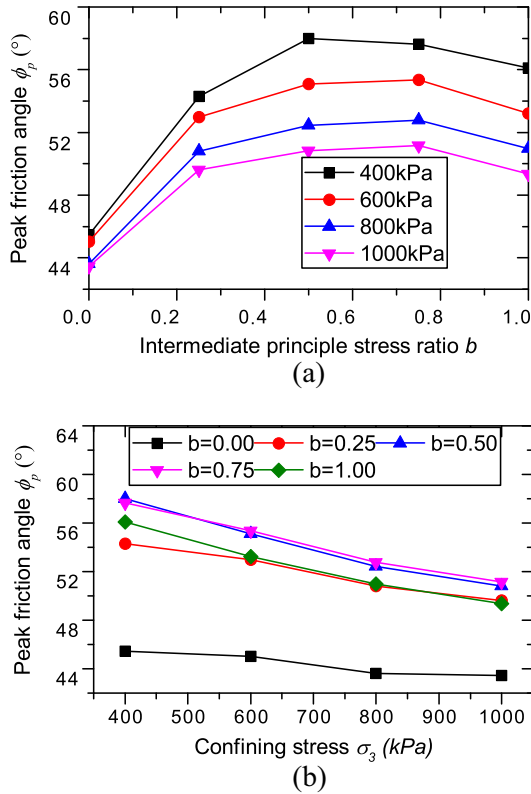 60
56
52
48
44
Peak friction angle ϕp (°)
400kPa
600kPa
800kPa
1000kPa
0.0 0.2 0.4 0.6 0.8 1.0
Intermediate principle stress ratio b
(a)
64
60
56
52
48
44
Peak friction angle ϕp (°)
b=0.00 b=0.25 b=0.50
b=0.75 b=1.00
400 500 600 700 800 900 1000
Confining stress σ3 (kPa)
(b)